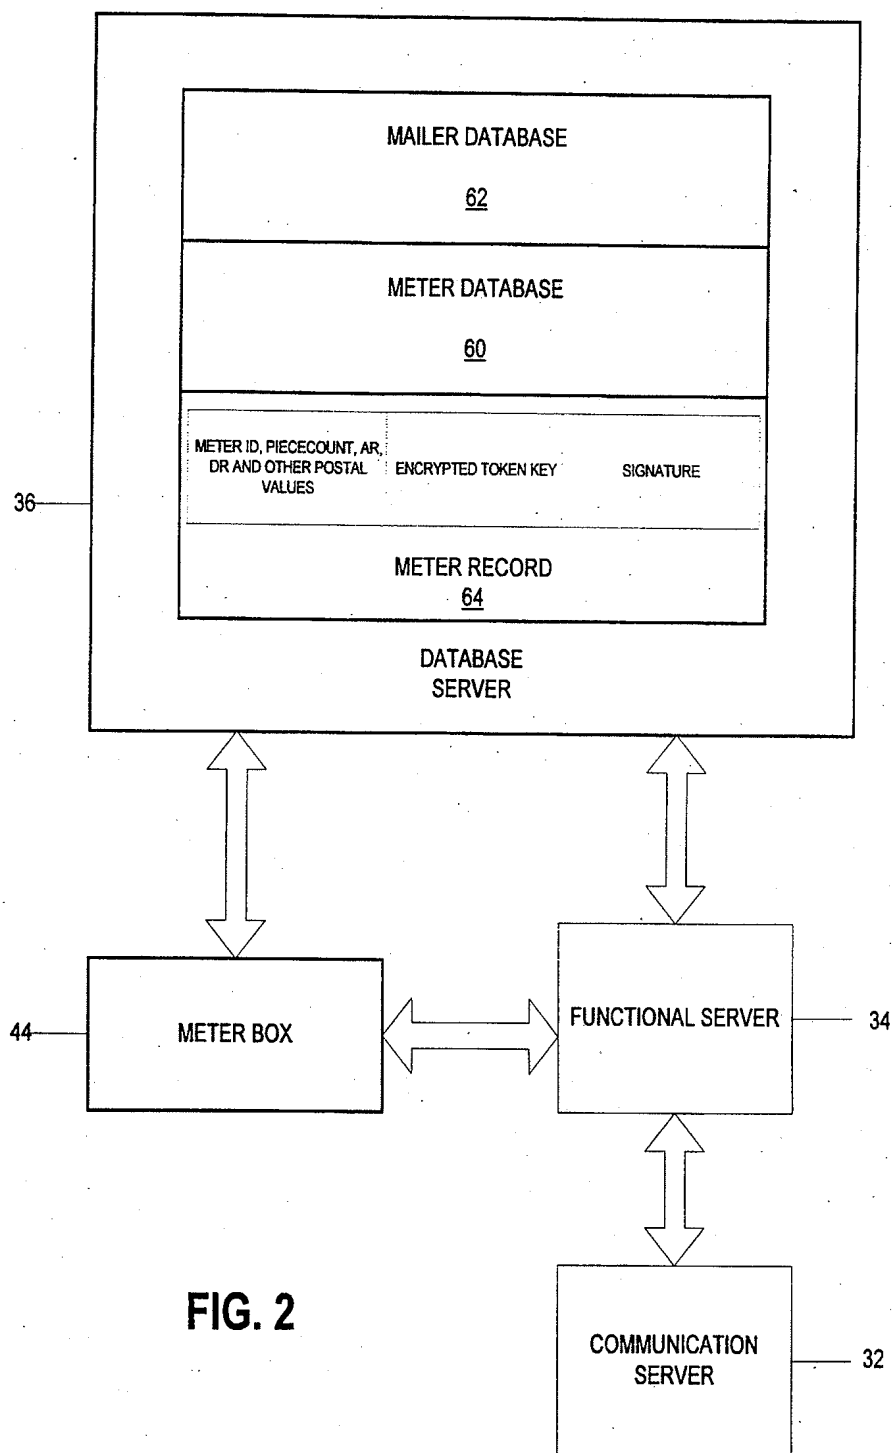 MAILER DATABASE
62
METER DATABASE
60
METER ID, PIECECOUNT, AR,
DR AND OTHER POSTAL
VALUES
ENCRYPTED TOKEN KEY
SIGNATURE
36
METER RECORD
64
DATABASE
SERVER
44
METER BOX
FUNCTIONAL SERVER
34
FIG. 2
COMMUNICATION
SERVER
32